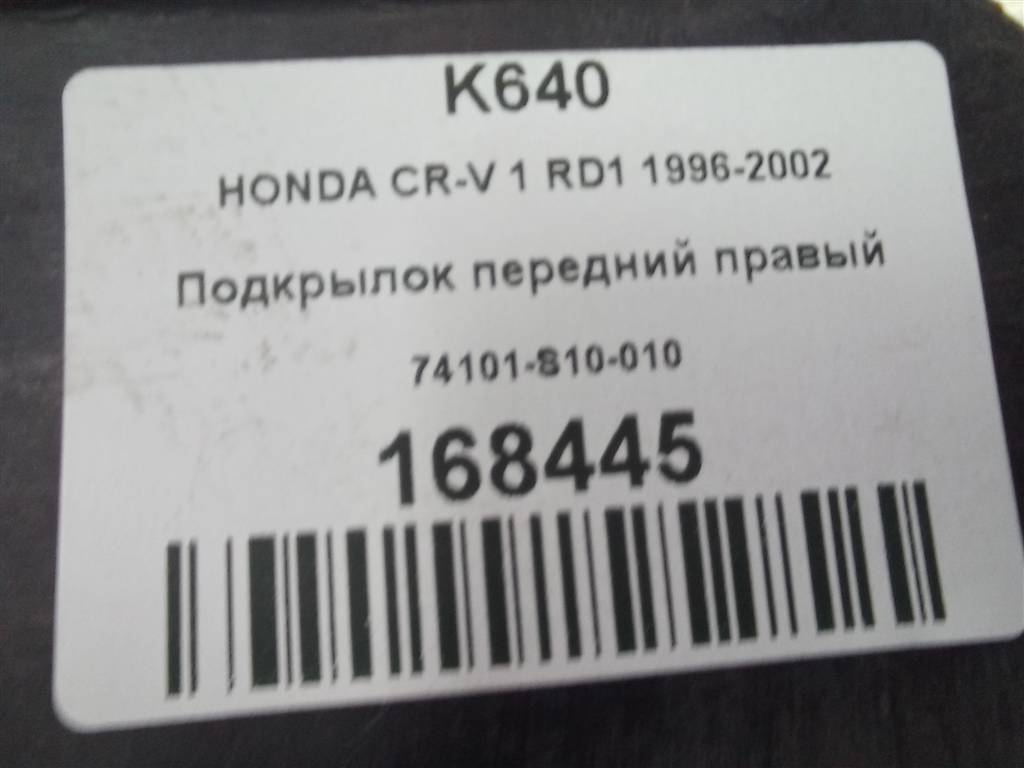 K640
HONDA CR-V 1 RD1 1996-2002
Подкрылок передний правый
74101-S10-010
168445